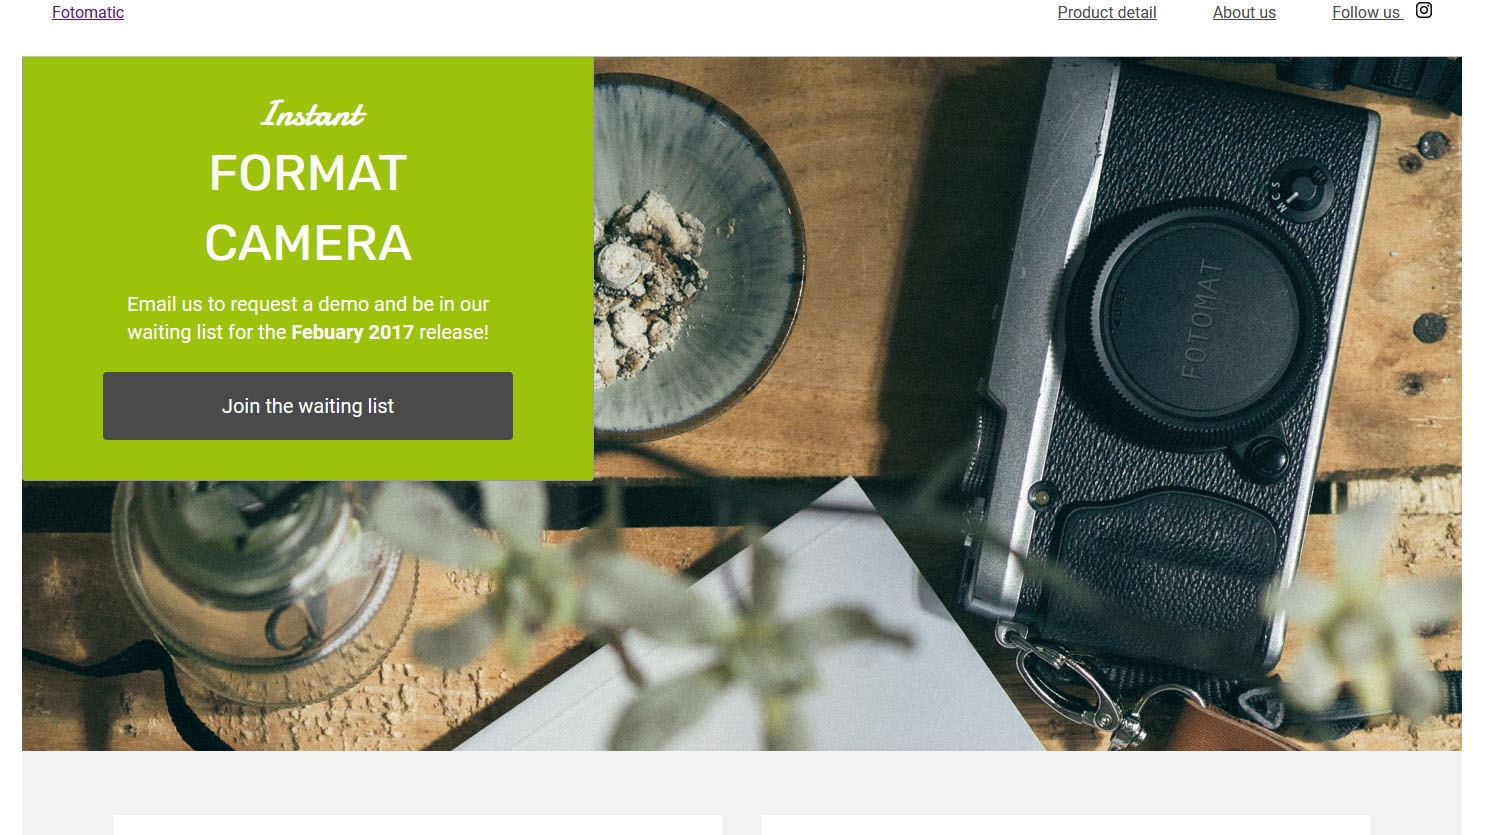 Fotomatic
Product detail
About us
Follow us
Instant
FORMAT
CAMERA
Email us to request a demo and be in our
waiting list for the Febuary 2017 release!
Join the waiting list
MCS
FOTOMAT